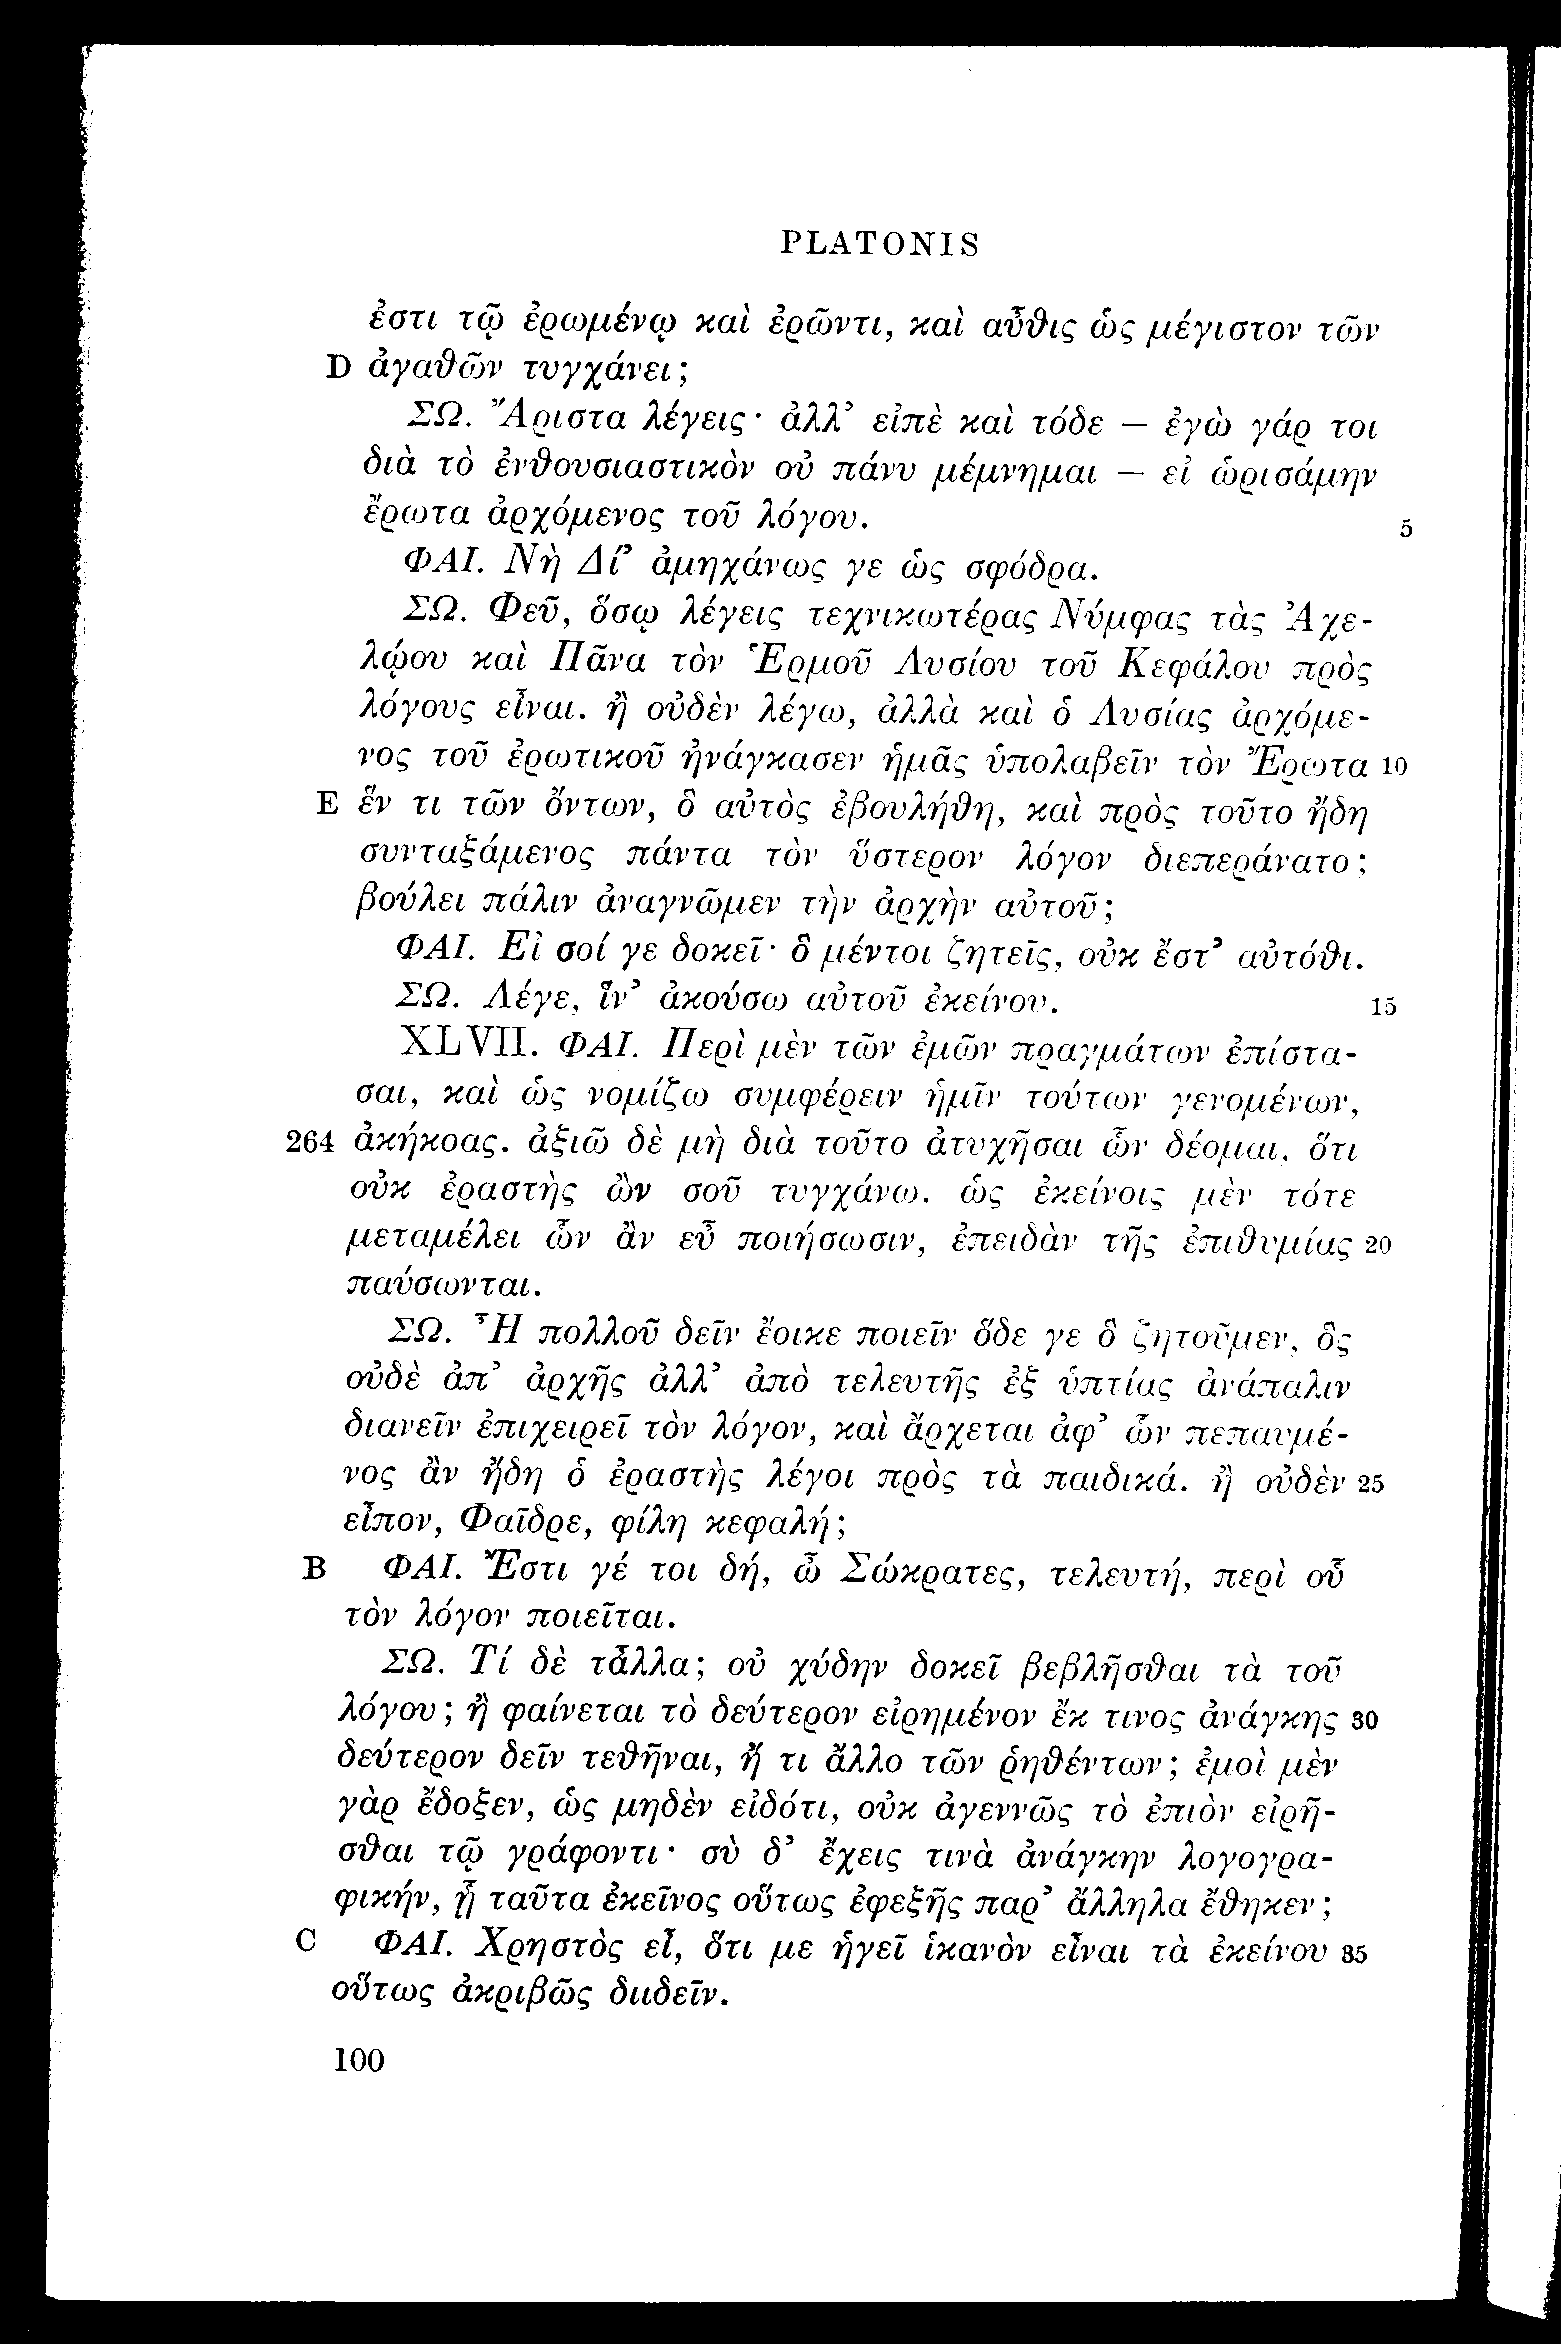 PLATONIS
ἐστι τῷ ἐρωμένῳ καὶ ἐρῶντι, καὶ αὖθις ὡς μέγιστον τῶν
D ἀγαθῶν τυγχάνει;
ΣΩ. Ἄριστα λέγεις· ἀλλ’ εἰπὲ καὶ τόδε — ἐγὼ γάρ τοι
διὰ τὸ ἐνθουσιαστικὸν οὐ πάνυ μέμνημαι — εἰ ὡρισάμην
ἔρωτα ἀρχόμενος τοῦ λόγου. 5
ΦΑΙ. Νὴ Δί’ ἀμηχάνως γε ὡς σφόδρα.
ΣΩ. Φεῦ, ὅσῳ λέγεις τεχνικωτέρας Νύμφας τὰς Ἀχε-
λῴου καὶ Πᾶνα τὸν Ἑρμοῦ Λυσίου τοῦ Κεφάλου πρὸς
λόγους εἶναι. ἢ οὐδὲν λέγω, ἀλλὰ καὶ ὁ Λυσίας ἀρχόμε-
νος τοῦ ἐρωτικοῦ ἠνάγκασεν ἡμᾶς ὑπολαβεῖν τὸν Ἔρωτα 10
E ἕν τι τῶν ὄντων, ὃ αὐτὸς ἐβουλήθη, καὶ πρὸς τοῦτο ἤδη
συνταξάμενος πάντα τὸν ὕστερον λόγον διεπεράνατο;
βούλει πάλιν ἀναγνῶμεν τὴν ἀρχὴν αὐτοῦ;
ΦΑΙ. Εἰ σοί γε δοκεῖ· ὃ μέντοι ζητεῖς, οὐκ ἔστ’ αὐτόθι.
ΣΩ. Λέγε, ἵν’ ἀκούσω αὐτοῦ ἐκείνου. 15
XLVII. ΦΑΙ. Περὶ μὲν τῶν ἐμῶν πραγμάτων ἐπίστα-
σαι, καὶ ὡς νομίζω συμφέρειν ἡμῖν τούτων γενομένων,
264 ἀκήκοας. ἀξιῶ δὲ μὴ διὰ τοῦτο ἀτυχῆσαι ὧν δέομαι, ὅτι
οὐκ ἐραστὴς ὢν σοῦ τυγχάνω. ὡς ἐκείνοις μὲν τότε
μεταμέλει ὧν ἂν εὖ ποιήσωσιν, ἐπειδὰν τῆς ἐπιθυμίας 20
παύσωνται.
ΣΩ. Ἦ πολλοῦ δεῖν ἔοικε ποιεῖν ὅδε γε ὃ ζητοῦμεν, ὃς
οὐδὲ ἀπ’ ἀρχῆς ἀλλ’ ἀπὸ τελευτῆς ἐξ ὑπτίας ἀνάπαλιν
διανεῖν ἐπιχειρεῖ τὸν λόγον, καὶ ἄρχεται ἀφ’ ὧν πεπαυμέ-
νος ἂν ἤδη ὁ ἐραστὴς λέγοι πρὸς τὰ παιδικά. ἢ οὐδὲν 25
εἶπον, Φαῖδρε, φίλη κεφαλή;
B ΦΑΙ. Ἔστι γέ τοι δή, ὦ Σώκρατες, τελευτή, περὶ οὗ
τὸν λόγον ποιεῖται.
ΣΩ. Τί δὲ τἆλλα; οὐ χύδην δοκεῖ βεβλῆσθαι τὰ τοῦ
λόγου; ἢ φαίνεται τὸ δεύτερον εἰρημένον ἔκ τινος ἀνάγκης 30
δεύτερον δεῖν τεθῆναι, ἤ τι ἄλλο τῶν ῥηθέντων; ἐμοὶ μὲν
γὰρ ἔδοξεν, ὡς μηδὲν εἰδότι, οὐκ ἀγεννῶς τὸ ἐπιὸν εἰρῆ-
σθαι τῷ γράφοντι· σὺ δ’ ἔχεις τινὰ ἀνάγκην λογογρα-
φικήν, ᾗ ταῦτα ἐκεῖνος οὕτως ἐφεξῆς παρ’ ἄλληλα ἔθηκεν;
C ΦΑΙ. Χρηστὸς εἶ, ὅτι με ἡγεῖ ἱκανὸν εἶναι τὰ ἐκείνου 35
οὕτως ἀκριβῶς διιδεῖν.
100